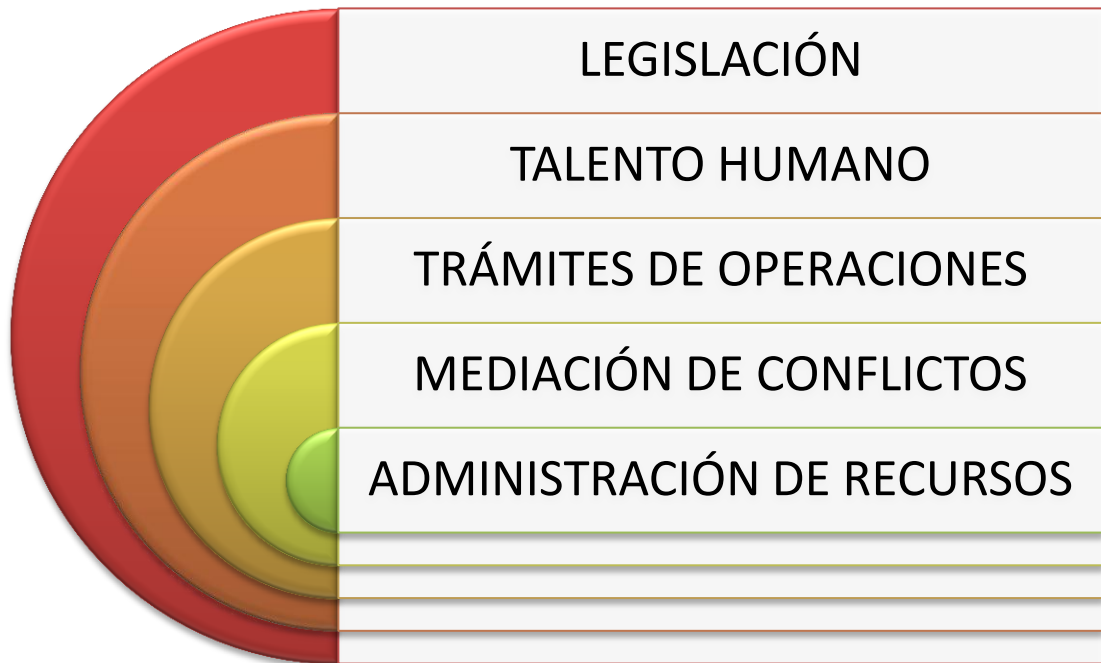 LEGISLACIÓN
TALENTO HUMANO
TRÁMITES DE OPERACIONES
MEDIACIÓN DE CONFLICTOS
ADMINISTRACIÓN DE RECURSOS